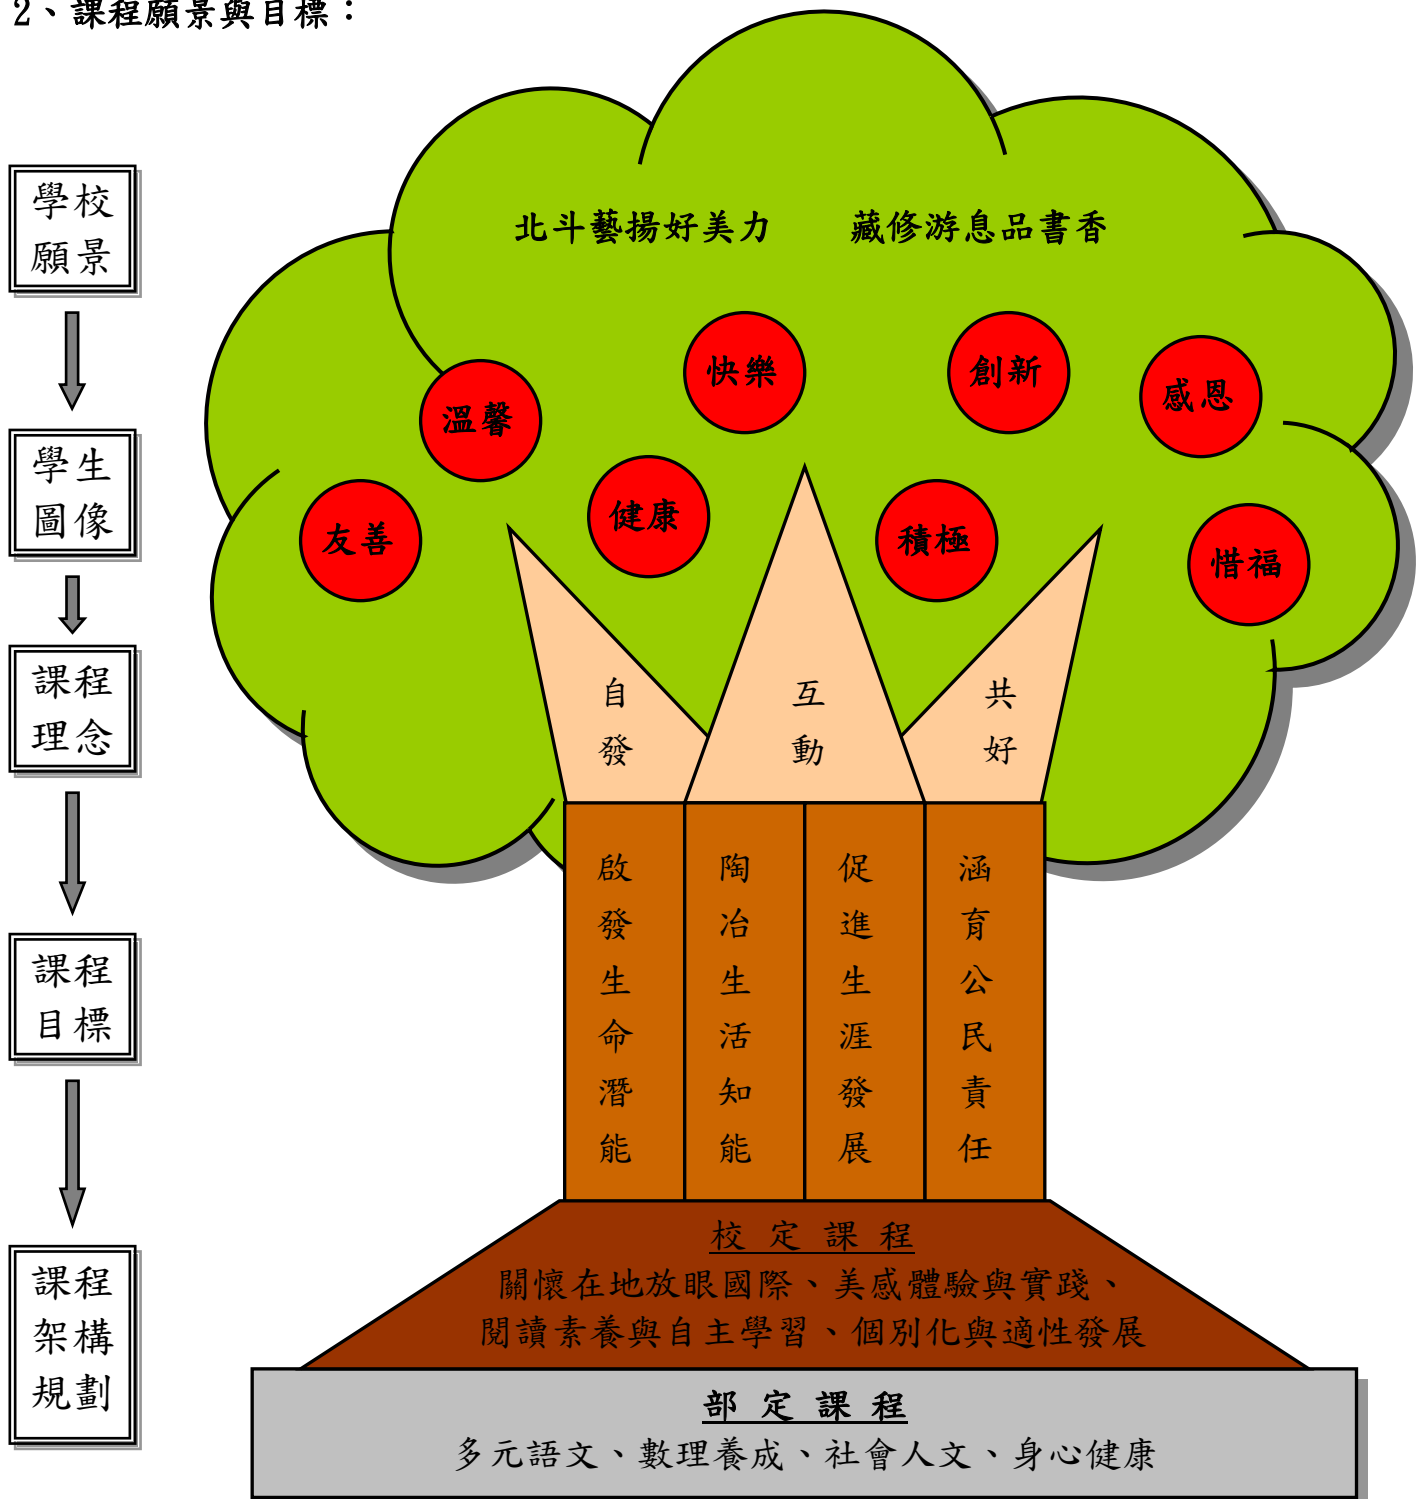 2、課程願景與目標：
學校
願景
學生
圖像
課程
理念
課程
目標
課程
架構
規劃
北斗藝揚好美力 藏修游息品書香
快樂
創新
感恩
溫馨
健康
積極
友善
惜福
自發
互動
共好
啟發生命潛能
陶冶生活知能
促進生涯發展
涵育公民責任
校定課程
關懷在地放眼國際、美感體驗與實踐、
閱讀素養與自主學習、個別化與適性發展
部定課程
多元語文、數理養成、社會人文、身心健康